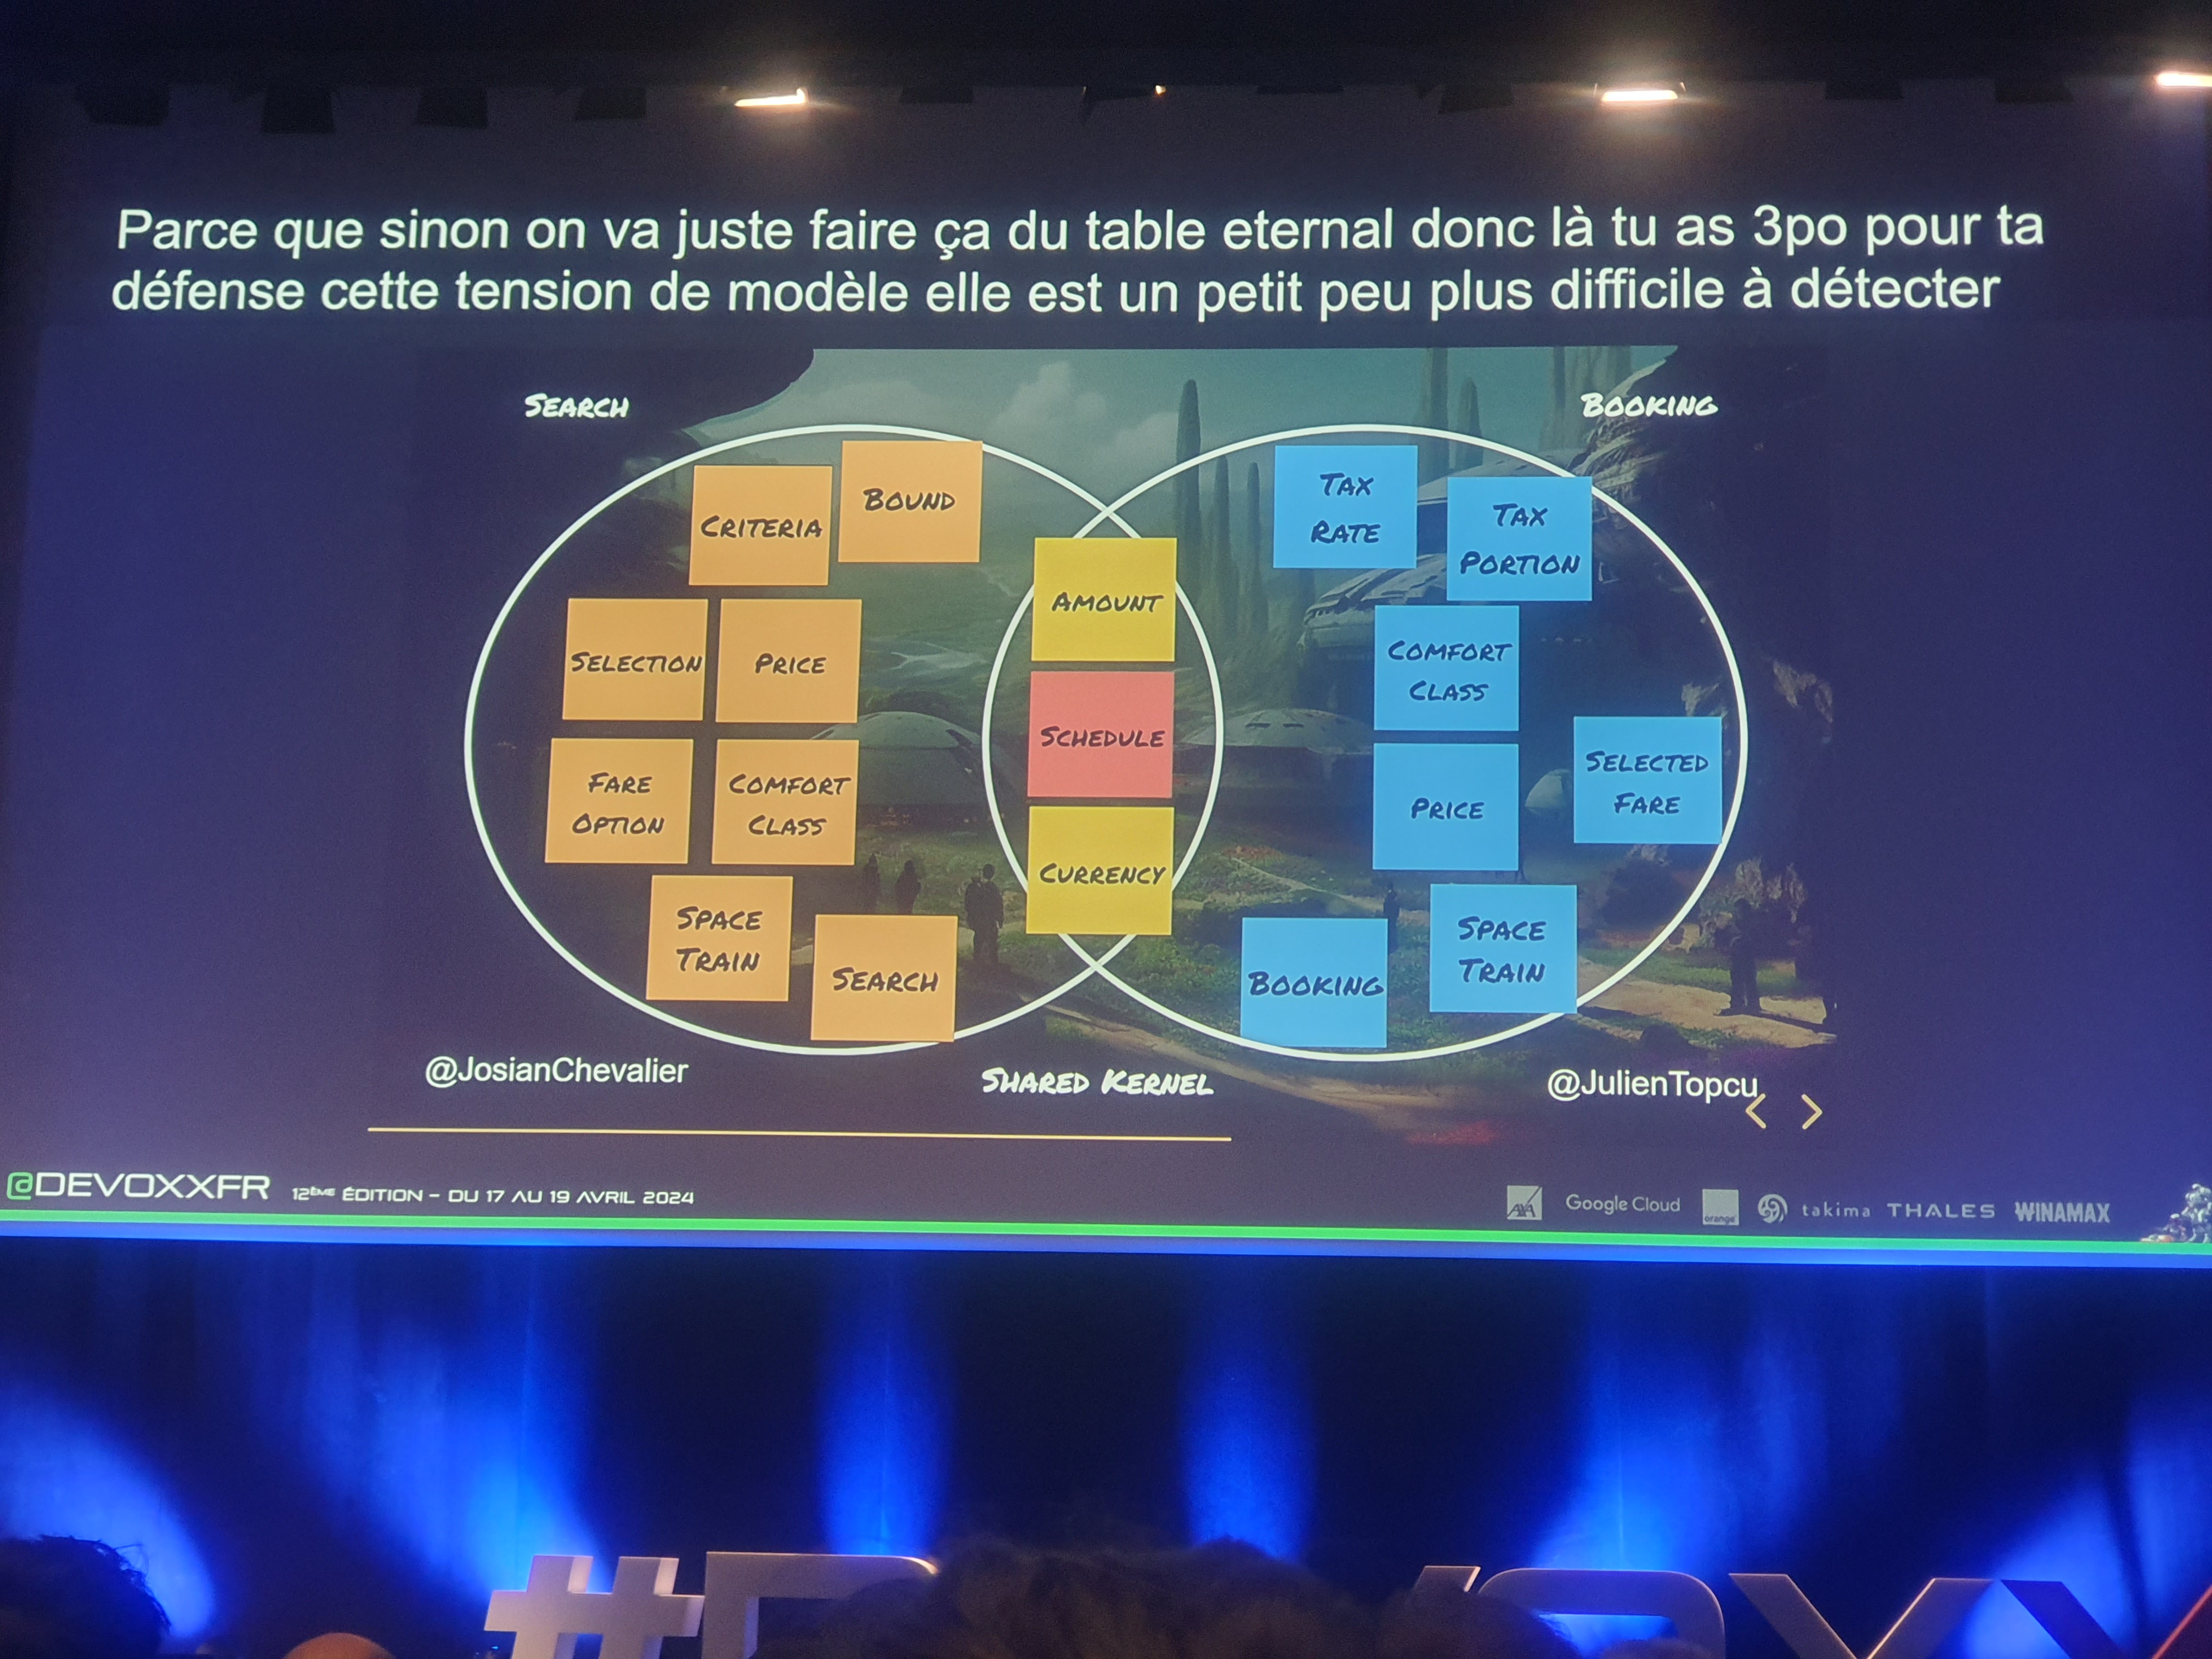 Parce que sinon on va juste faire ça du table eternal donc là tu as 3po pour ta
défense cette tension de modèle elle est un petit peu plus difficile à détecter
SEARCH
BOOKING
CRITERIA
BOUND
SELECTION
PRICE
FARE
OPTION
COMFORT
CLASS
SPACE
TRAIN
SEARCH
AMOUNT
SCHEDULE
CURRENCY
TAX
RATE
TAX
PORTION
COMFORT
CLASS
PRICE
SELECTED
FARE
BOOKING
SPACE
TRAIN
@JosianChevalier
SHARED KERNEL
@JulienTopcu
< >
@DEVOXXFR 12ÈME ÉDITION - DU 17 AU 19 AVRIL 2024
AXA Google Cloud orange takima THALES WINAMAX